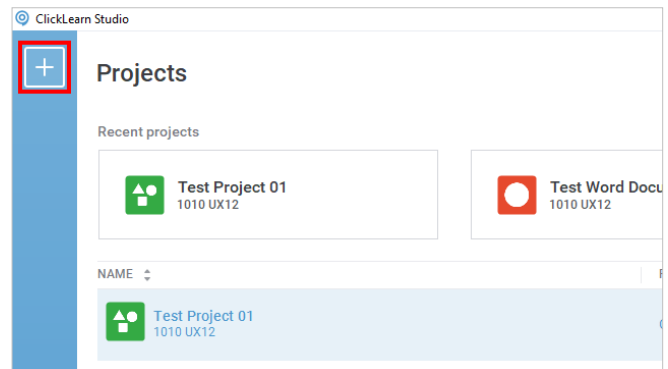 ClickLearn Studio
Projects
Recent projects
Test Project 01
1010 UX12
Test Word Docu
1010 UX12
NAME
Test Project 01
1010 UX12